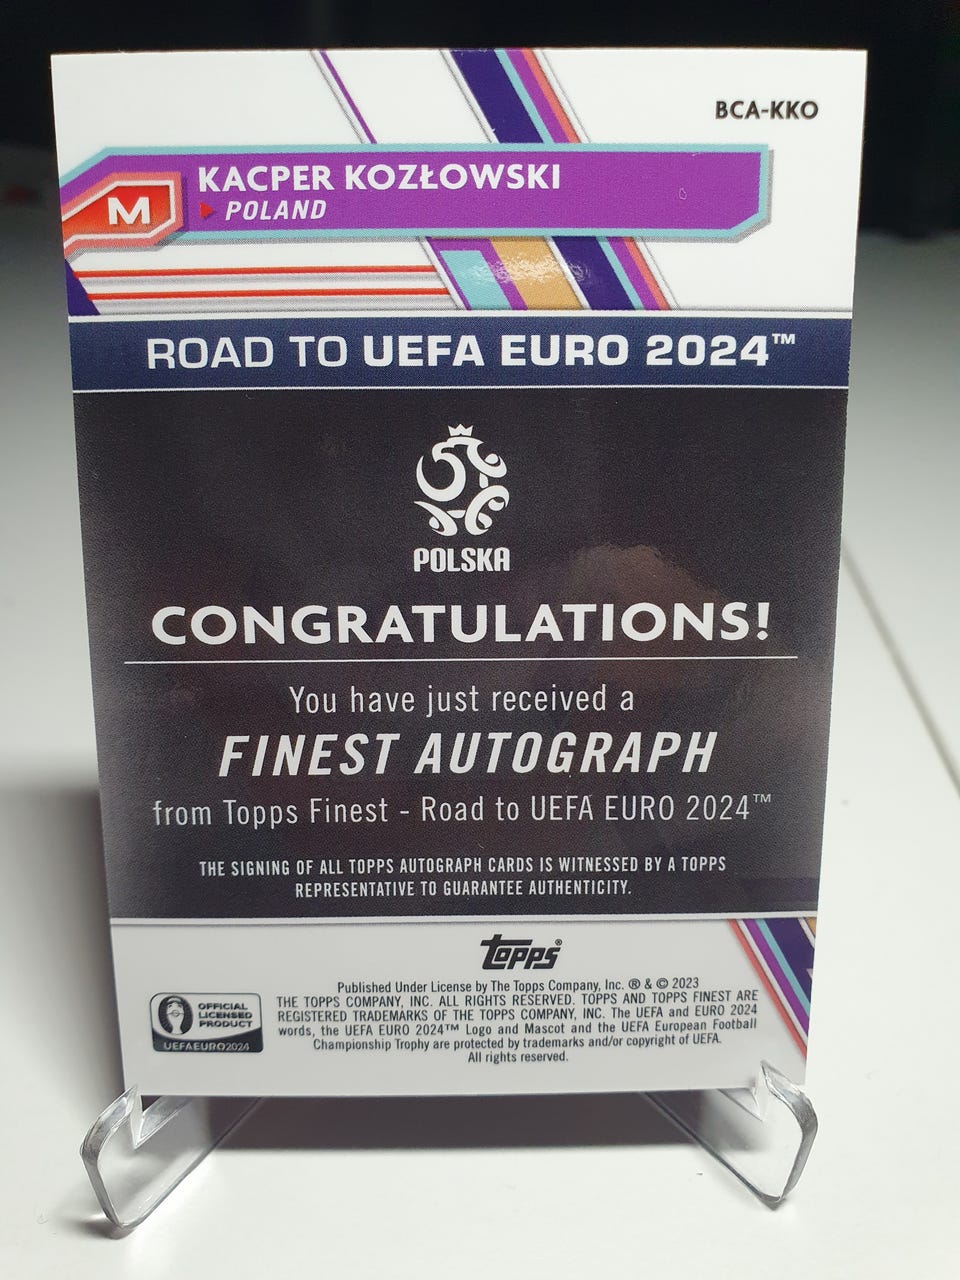 BCA-KKO
KACPER KOZŁOWSKI
M
POLAND
ROAD TO UEFA EURO 2024™
POLSKA
CONGRATULATIONS!
You have just received a
FINEST AUTOGRAPH
from Topps Finest - Road to UEFA EURO 2024™
THE SIGNING OF ALL TOPPS AUTOGRAPH CARDS IS WITNESSED BY A TOPPS
REPRESENTATIVE TO GUARANTEE AUTHENTICITY.
topps®
Published Under License by The Topps Company, Inc. ® & © 2023
THE TOPPS COMPANY, INC. ALL RIGHTS RESERVED. TOPPS AND TOPPS FINEST ARE
REGISTERED TRADEMARKS OF THE TOPPS COMPANY, INC. The UEFA and EURO 2024
words, the UEFA EURO 2024™ Logo and Mascot and the UEFA European Football
Championship Trophy are protected by trademarks and/or copyright of UEFA.
All rights reserved.
OFFICIAL
LICENSED
PRODUCT
UEFAEURO2024